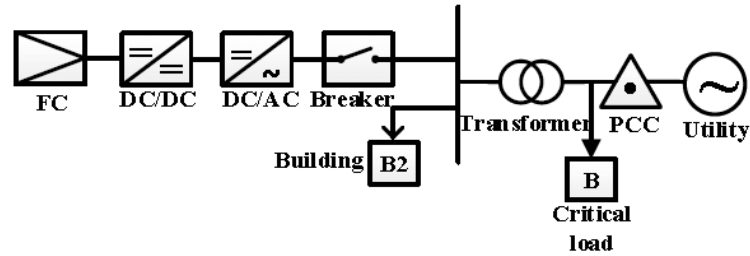 FC
DC/DC
DC/AC
Breaker
Building
B2
Transformer
PCC
Utility
B
Critical
load